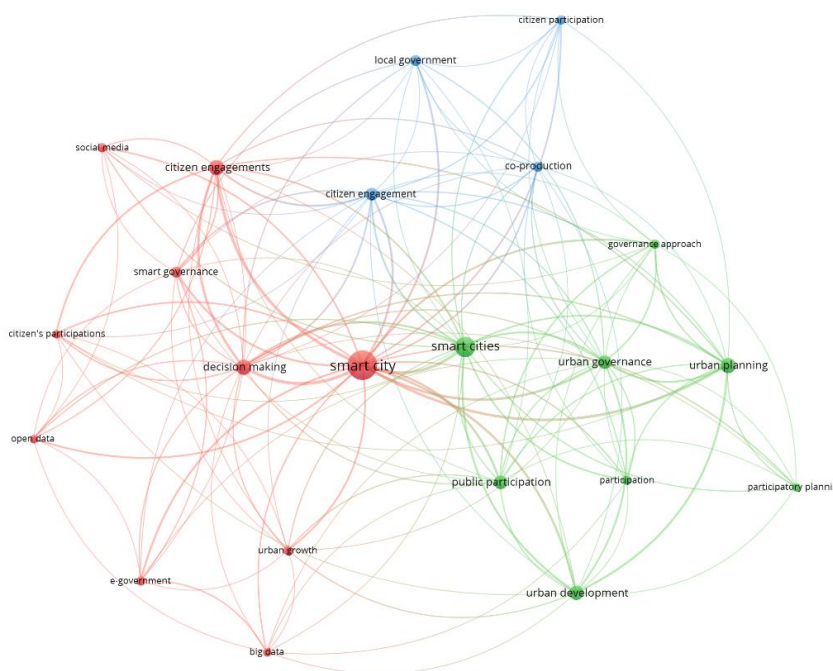 citizen participation
local government
social media
citizen engagements
co-production
citizen engagement
governance approach
smart governance
citizen's participations
smart cities
decision making
smart city
urban governance
urban planning
open data
public participation
participation
participatory planni
urban growth
e-government
urban development
big data